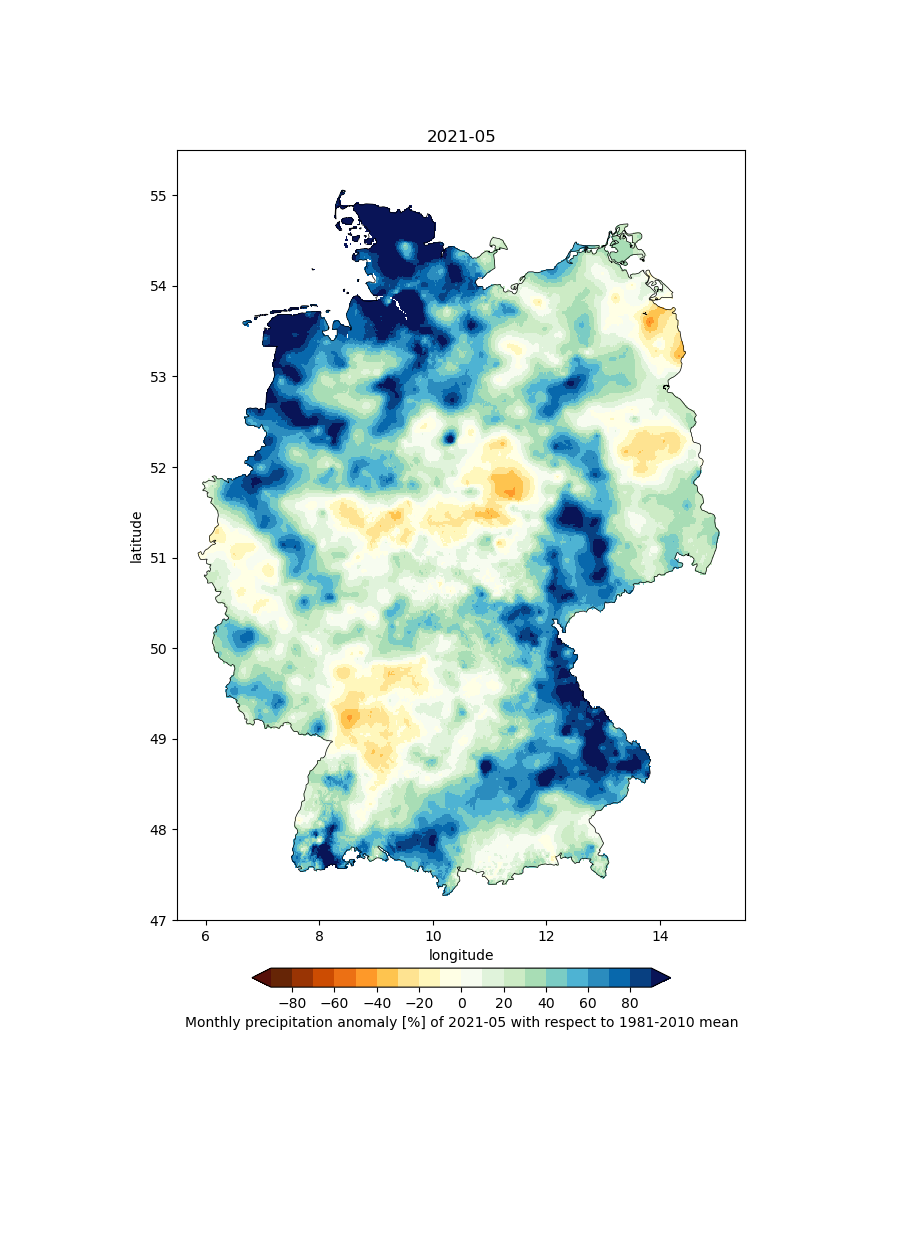 2021-05
55
54
53
52
51
50
49
48
47
latitude
6 8 10 12 14
longitude
−80 −60 −40 −20 0 20 40 60 80
Monthly precipitation anomaly [%] of 2021-05 with respect to 1981-2010 mean